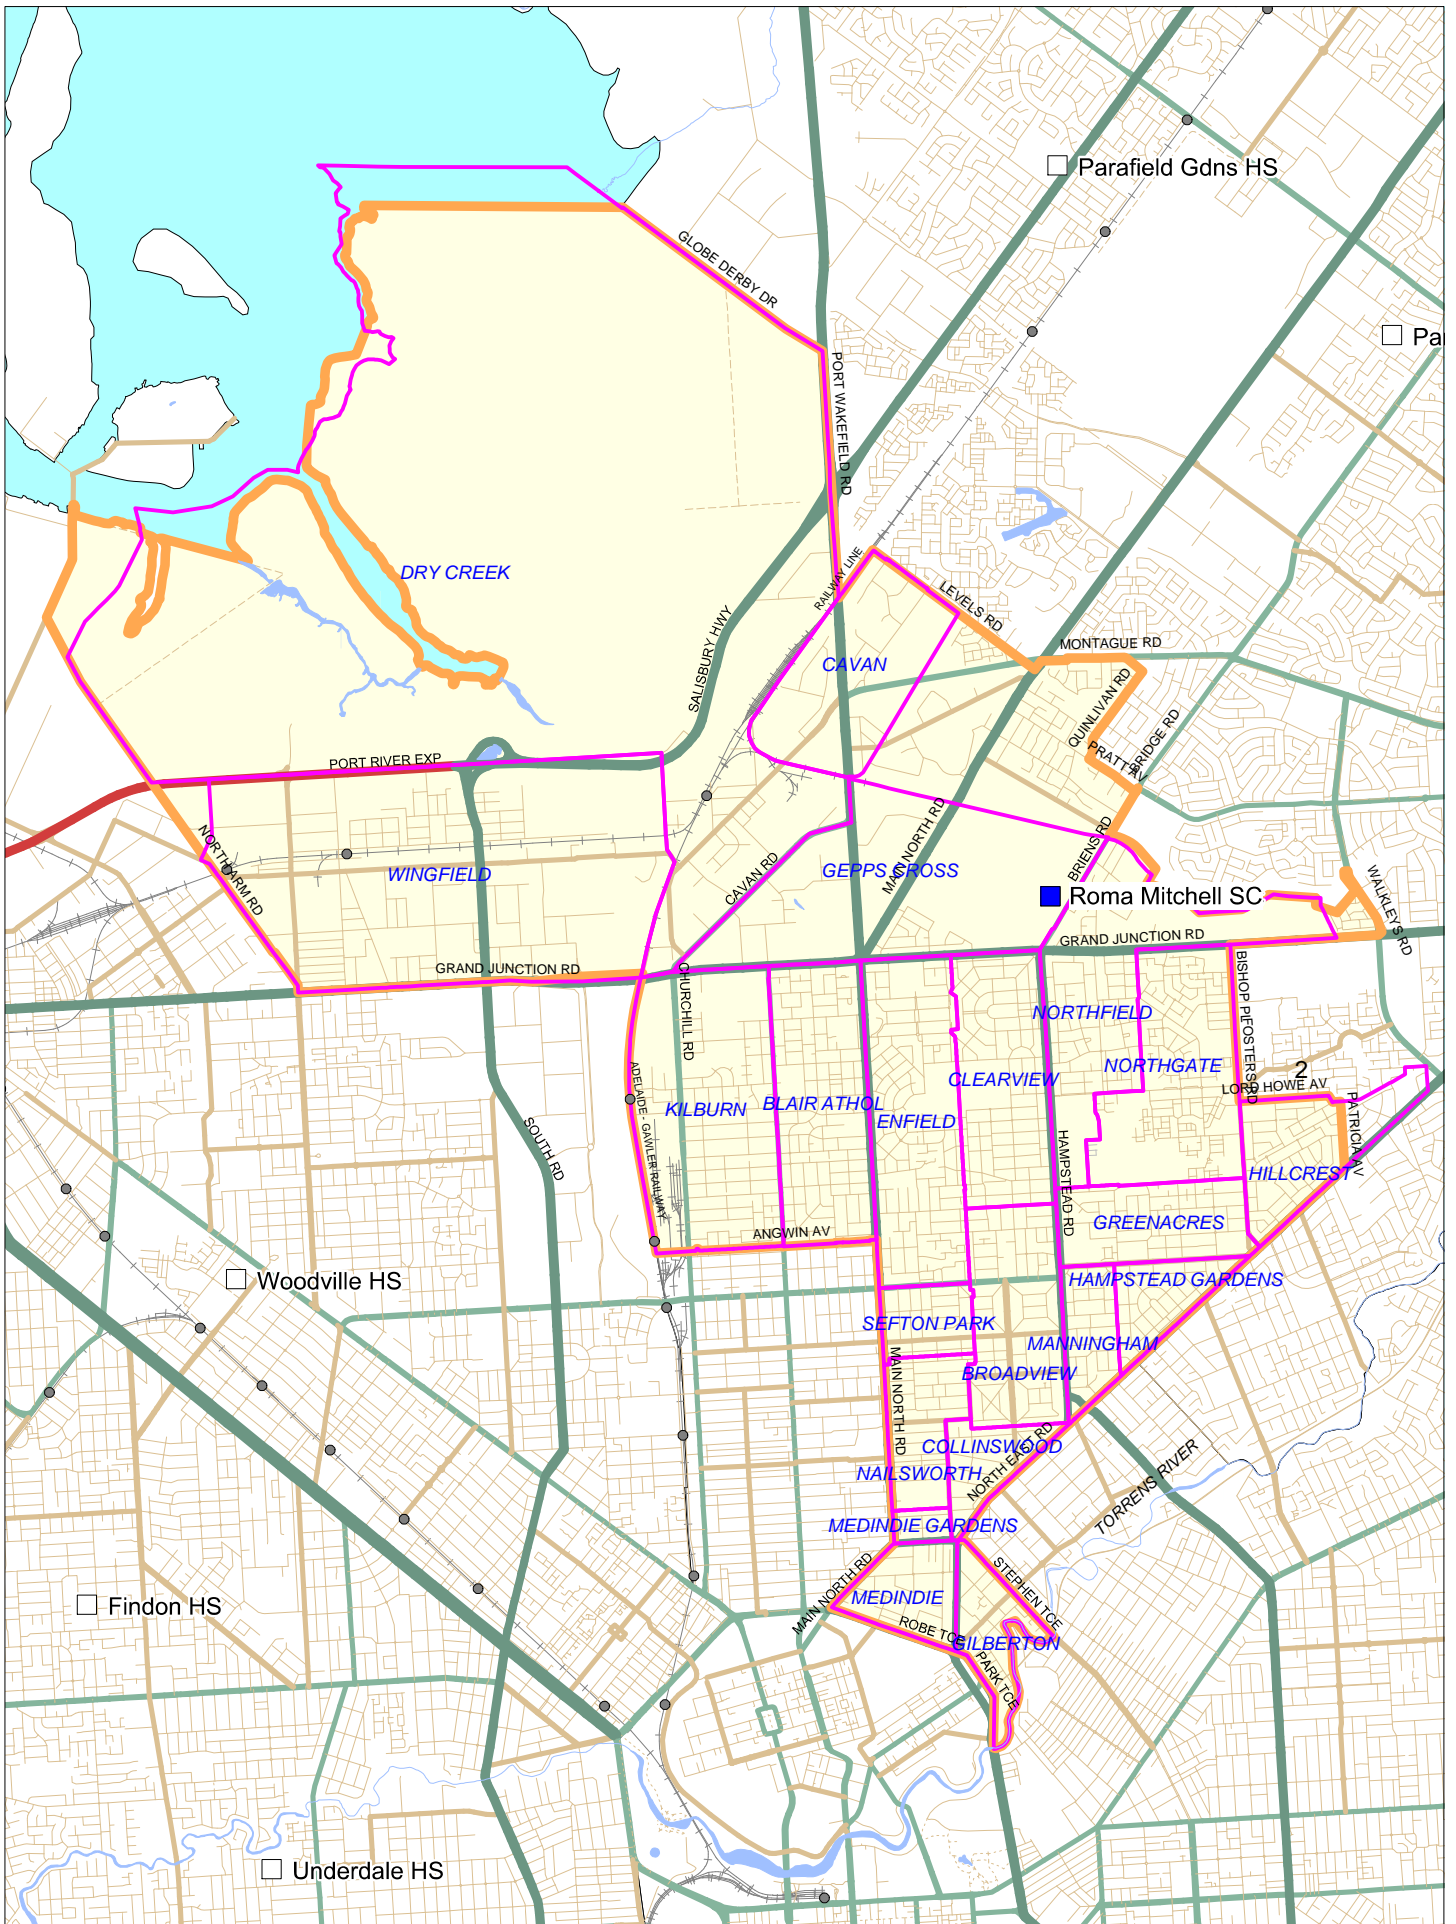 Parafield Gdns HS
GLOBE DERBY DR
Par
PORT WAKEFIELD RD
RAILWAY LINE
DRY CREEK
LEVELS RD
SALISBURY HWY
MONTAGUE RD
CAVAN
QUINLIVAN RD
BRIDGE RD
PRATT AV
PORT RIVER EXP
MAIN NORTH RD
BRIENS RD
NORTH ARM RD
WINGFIELD
CAVAN RD
GEPPS CROSS
Roma Mitchell SC
WALKLEYS RD
GRAND JUNCTION RD
GRAND JUNCTION RD
CHURCHILL RD
BISHOP PL
FOSTERS RD
NORTHFIELD
NORTHGATE
2
LORD HOWE AV
CLEARVIEW
KILBURN
BLAIR ATHOL
ENFIELD
ADELAIDE GAWLER RAILWAY
SOUTH RD
HAMPSTEAD RD
PATRICIA AV
HILLCREST
GREENACRES
ANGWIN AV
Woodville HS
HAMPSTEAD GARDENS
SEFTON PARK
MANNINGHAM
MAIN NORTH RD
BROADVIEW
COLLINSWOOD
NAILSWORTH
NORTH EAST RD
TORRENS RIVER
MEDINDIE GARDENS
MAIN NORTH RD
MEDINDIE
STEPHEN TCE
Findon HS
ROBE TCE
GILBERTON
PARK TCE
Underdale HS